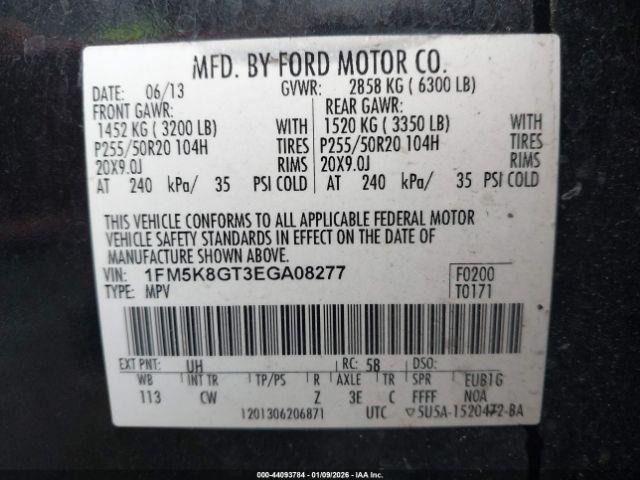 MFD. BY FORD MOTOR CO.
DATE: 06/13 GVWR: 2858 KG ( 6300 LB)
FRONT GAWR: REAR GAWR:
1452 KG ( 3200 LB) WITH 1520 KG ( 3350 LB) WITH
P255/50R20 104H TIRES P255/50R20 104H TIRES
20X9.0J RIMS 20X9.0J RIMS
AT 240 kPa/ 35 PSI COLD AT 240 kPa/ 35 PSI COLD
THIS VEHICLE CONFORMS TO ALL APPLICABLE FEDERAL MOTOR
VEHICLE SAFETY STANDARDS IN EFFECT ON THE DATE OF
MANUFACTURE SHOWN ABOVE.
VIN: 1FM5K8GT3EGA08277 F0200
TYPE: MPV T0171
EXT PNT: UH RC: 58 DSO:
WB INT TR TP/PS R AXLE TR SPR EUB1G
113 CW Z 3E C FFFF NOA
1201306206871 UTC ▽5U5A-1520472-BA
000-44093784 | 01/09/2026 - IAA Inc.